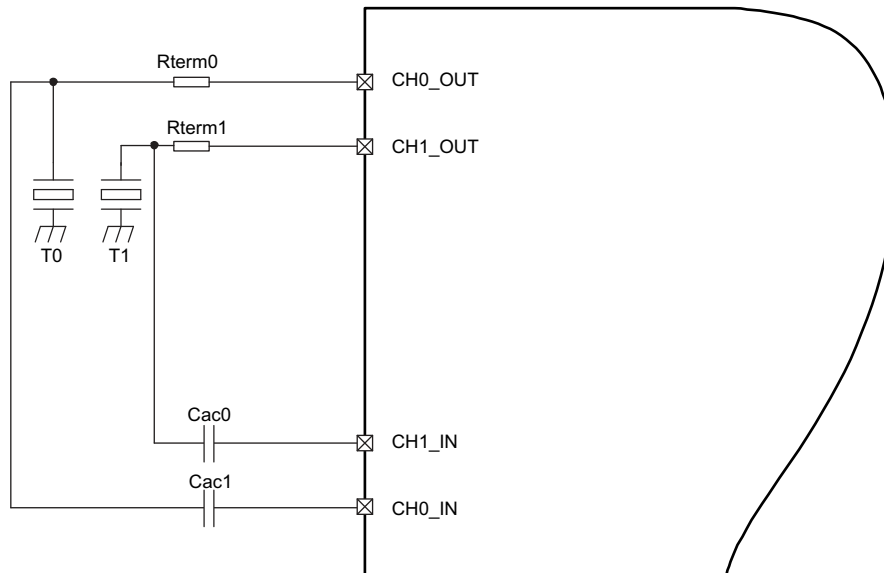 Rterm0
CH0_OUT
Rterm1
CH1_OUT
T0
T1
Cac0
CH1_IN
Cac1
CH0_IN